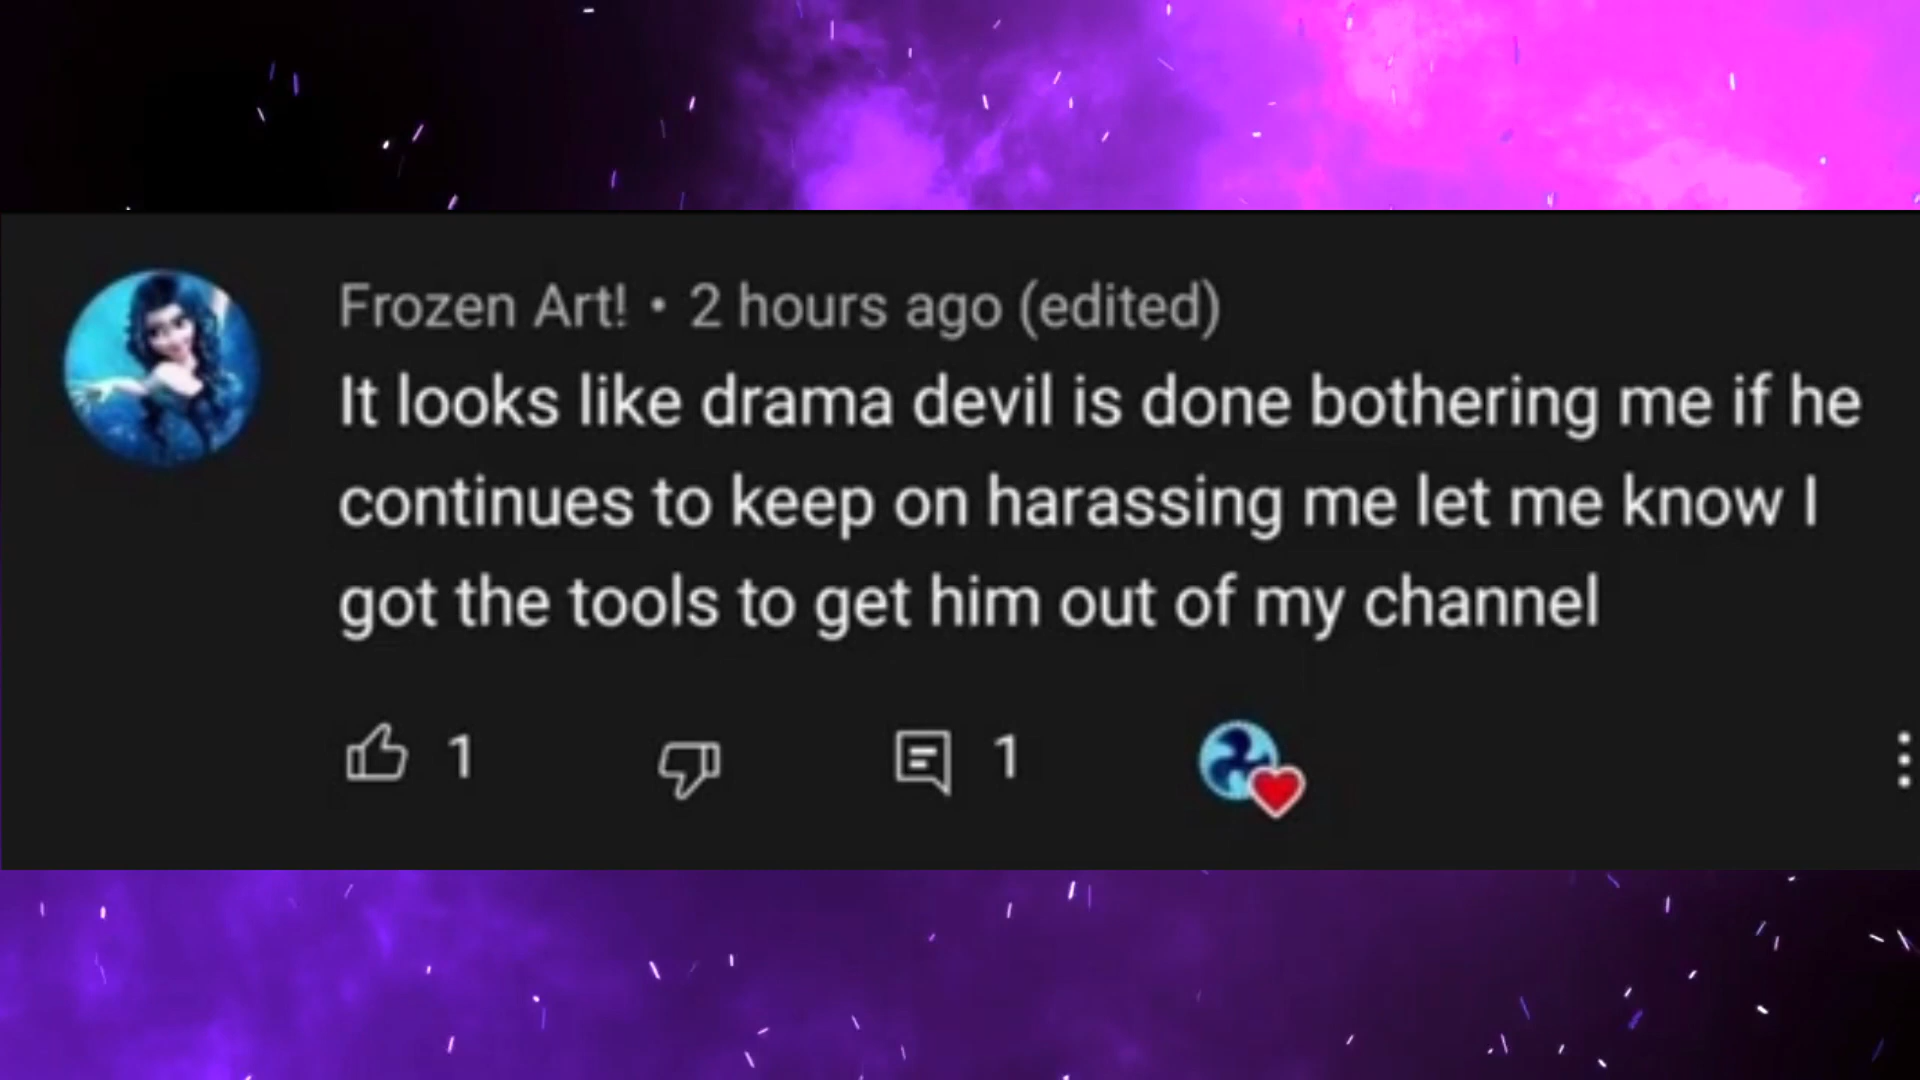 Frozen Art! • 2 hours ago (edited)
It looks like drama devil is done bothering me if he
continues to keep on harassing me let me know I
got the tools to get him out of my channel
1 1